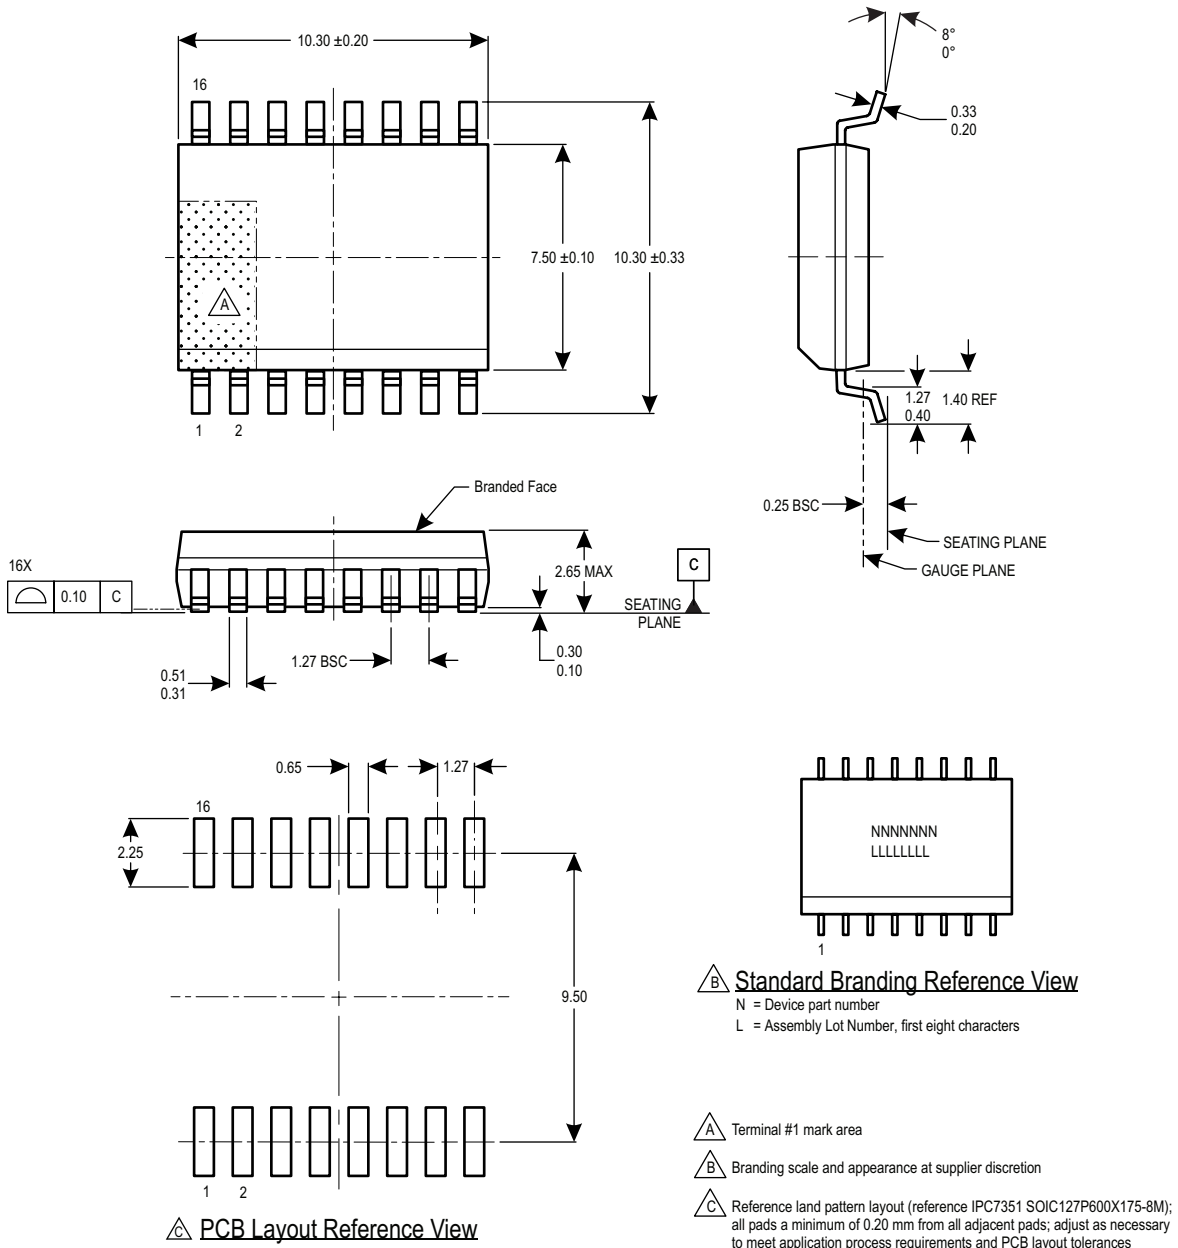 10.30 ±0.20
16
A
7.50 ±0.10
10.30 ±0.33
1 2
8°
0°
0.33
0.20
1.27
0.40
1.40 REF
0.25 BSC
SEATING PLANE
GAUGE PLANE
Branded Face
16X
0.10 C
2.65 MAX
C
SEATING
PLANE
0.51
0.31
1.27 BSC
0.30
0.10
0.65
1.27
16
2.25
9.50
1 2
C PCB Layout Reference View
NNNNNNN
LLLLLLLL
1
B Standard Branding Reference View
N = Device part number
L = Assembly Lot Number, first eight characters
A Terminal #1 mark area
B Branding scale and appearance at supplier discretion
C Reference land pattern layout (reference IPC7351 SOIC127P600X175-8M);
all pads a minimum of 0.20 mm from all adjacent pads; adjust as necessary
to meet application process requirements and PCB layout tolerances